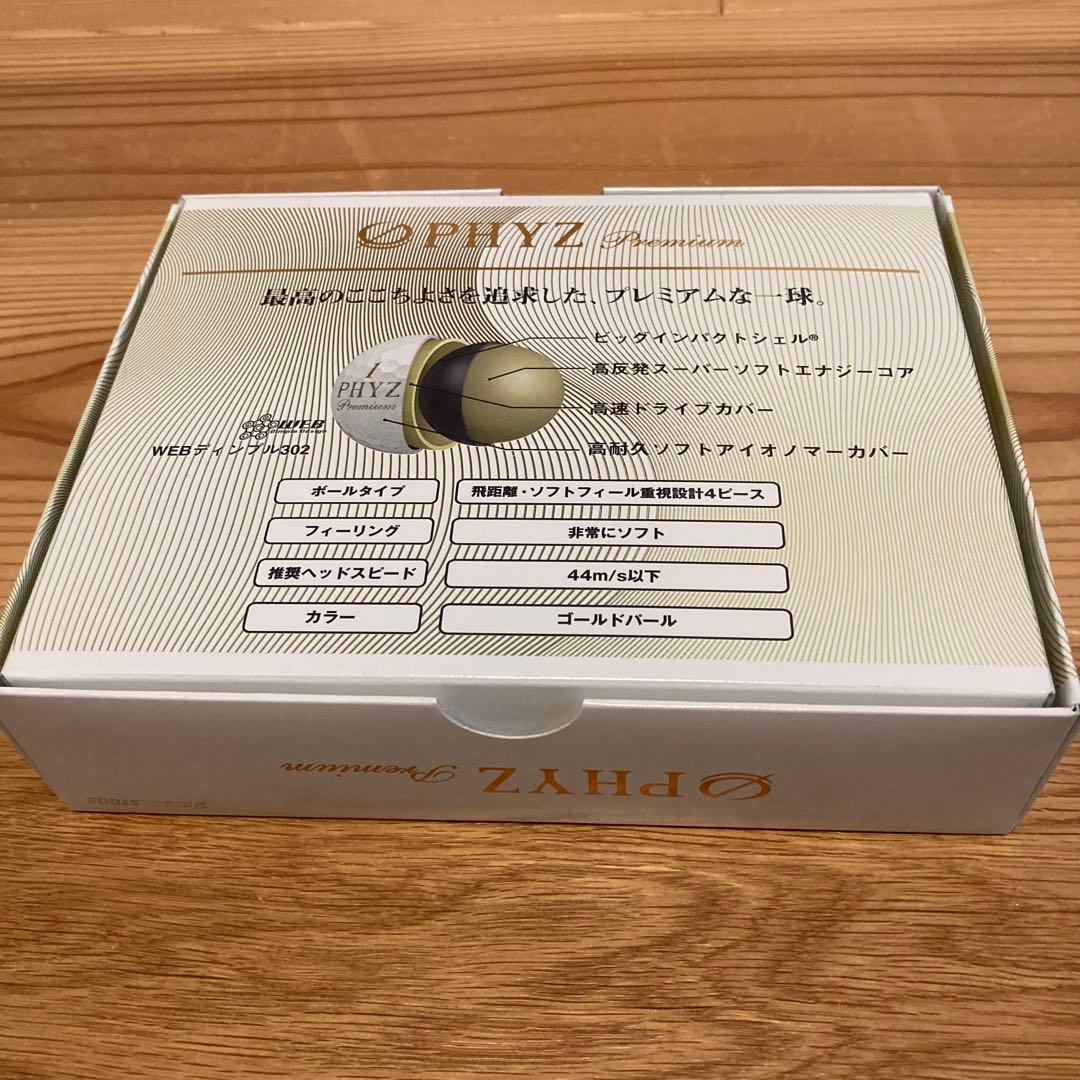 PHYZ Premium
最高のここちよさを追求した、プレミアムな一球。
ビッグインパクトシェル®
高反発スーパーソフトエナジーコア
高速ドライブカバー
高耐久ソフトアイオノマーカバー
1
PHYZ
Premium
WEB
Dimple Design
WEBディンプル302
ボールタイプ 飛距離・ソフトフィール重視設計4ピース
フィーリング 非常にソフト
推奨ヘッドスピード 44m/s以下
カラー ゴールドパール
PHYZ Premium
BRIDGESTONE